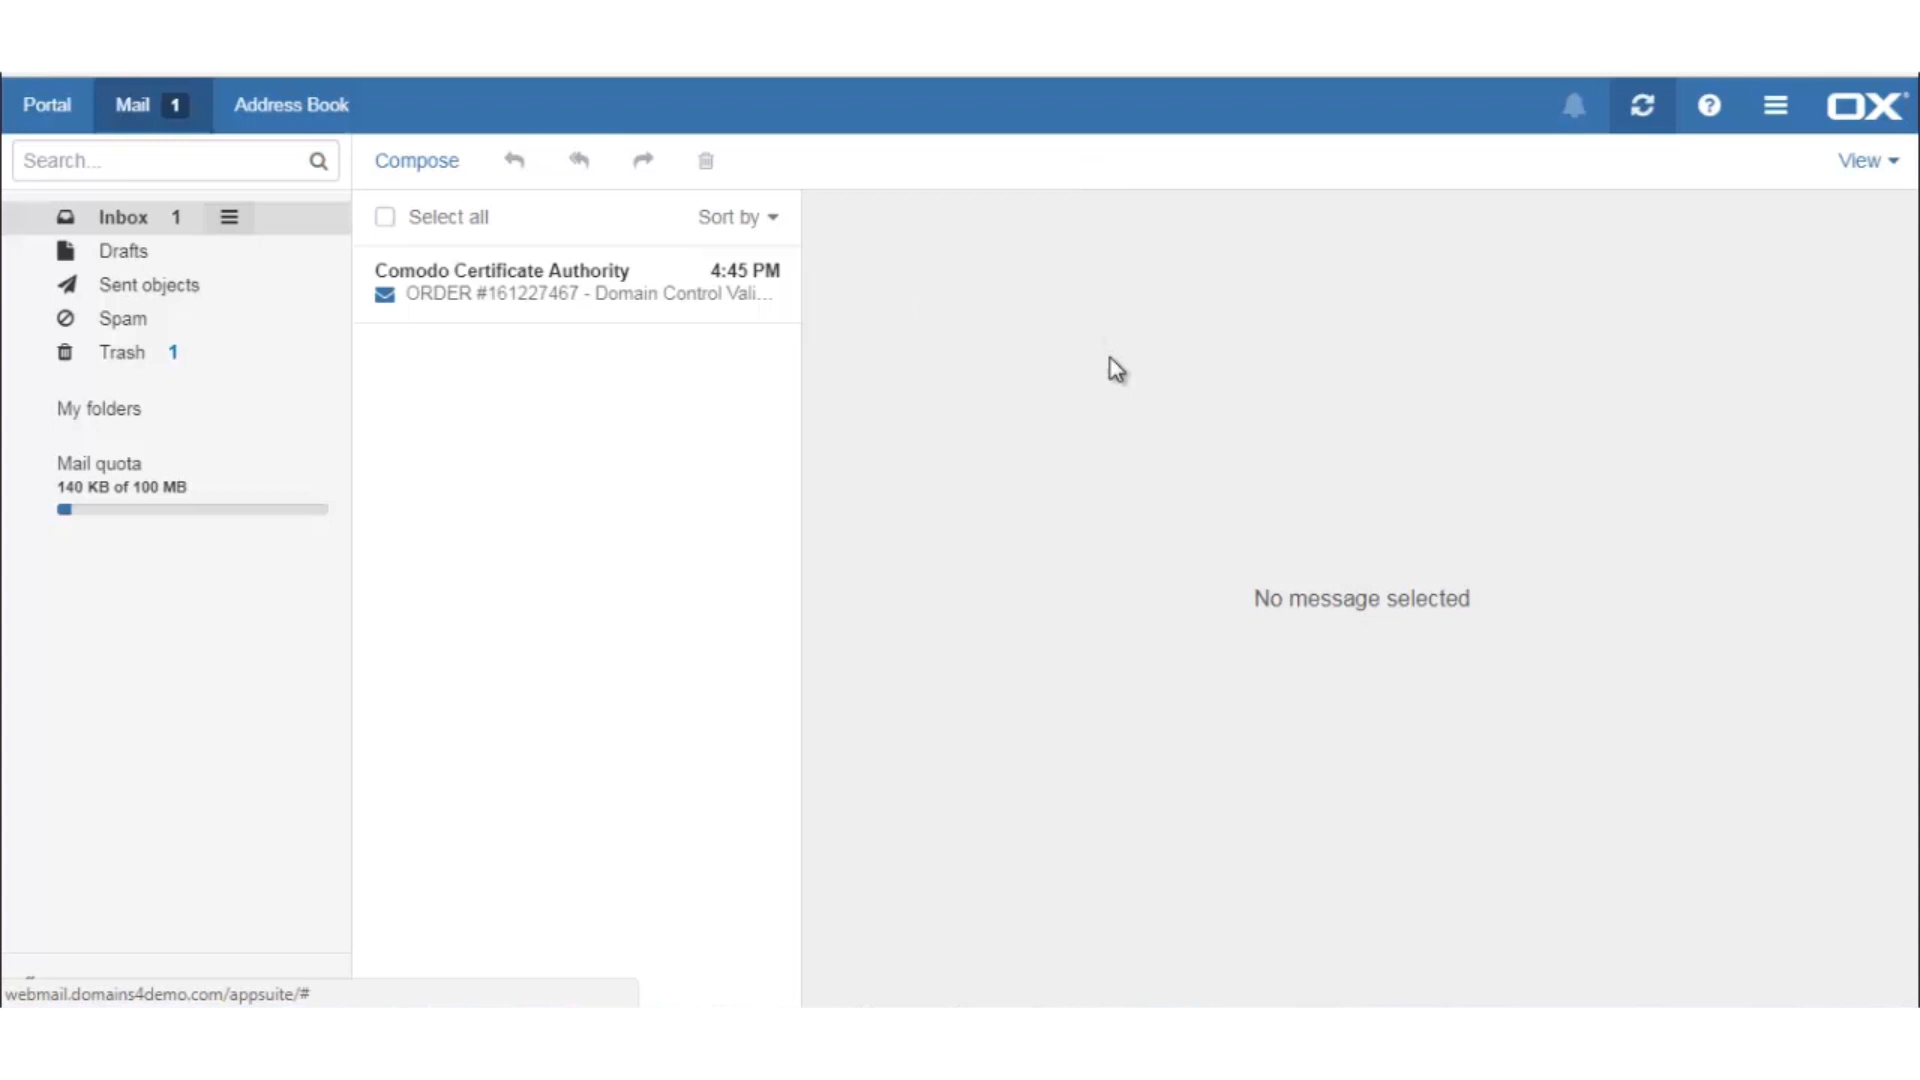 Portal Mail 1 Address Book OX
Search... Compose View
Inbox 1 Select all Sort by
Drafts
Sent objects
Spam
Trash 1
My folders
Mail quota
140 KB of 100 MB
Comodo Certificate Authority 4:45 PM
ORDER #161227467 - Domain Control Vali...
No message selected
webmail.domains4demo.com/appsuite/#